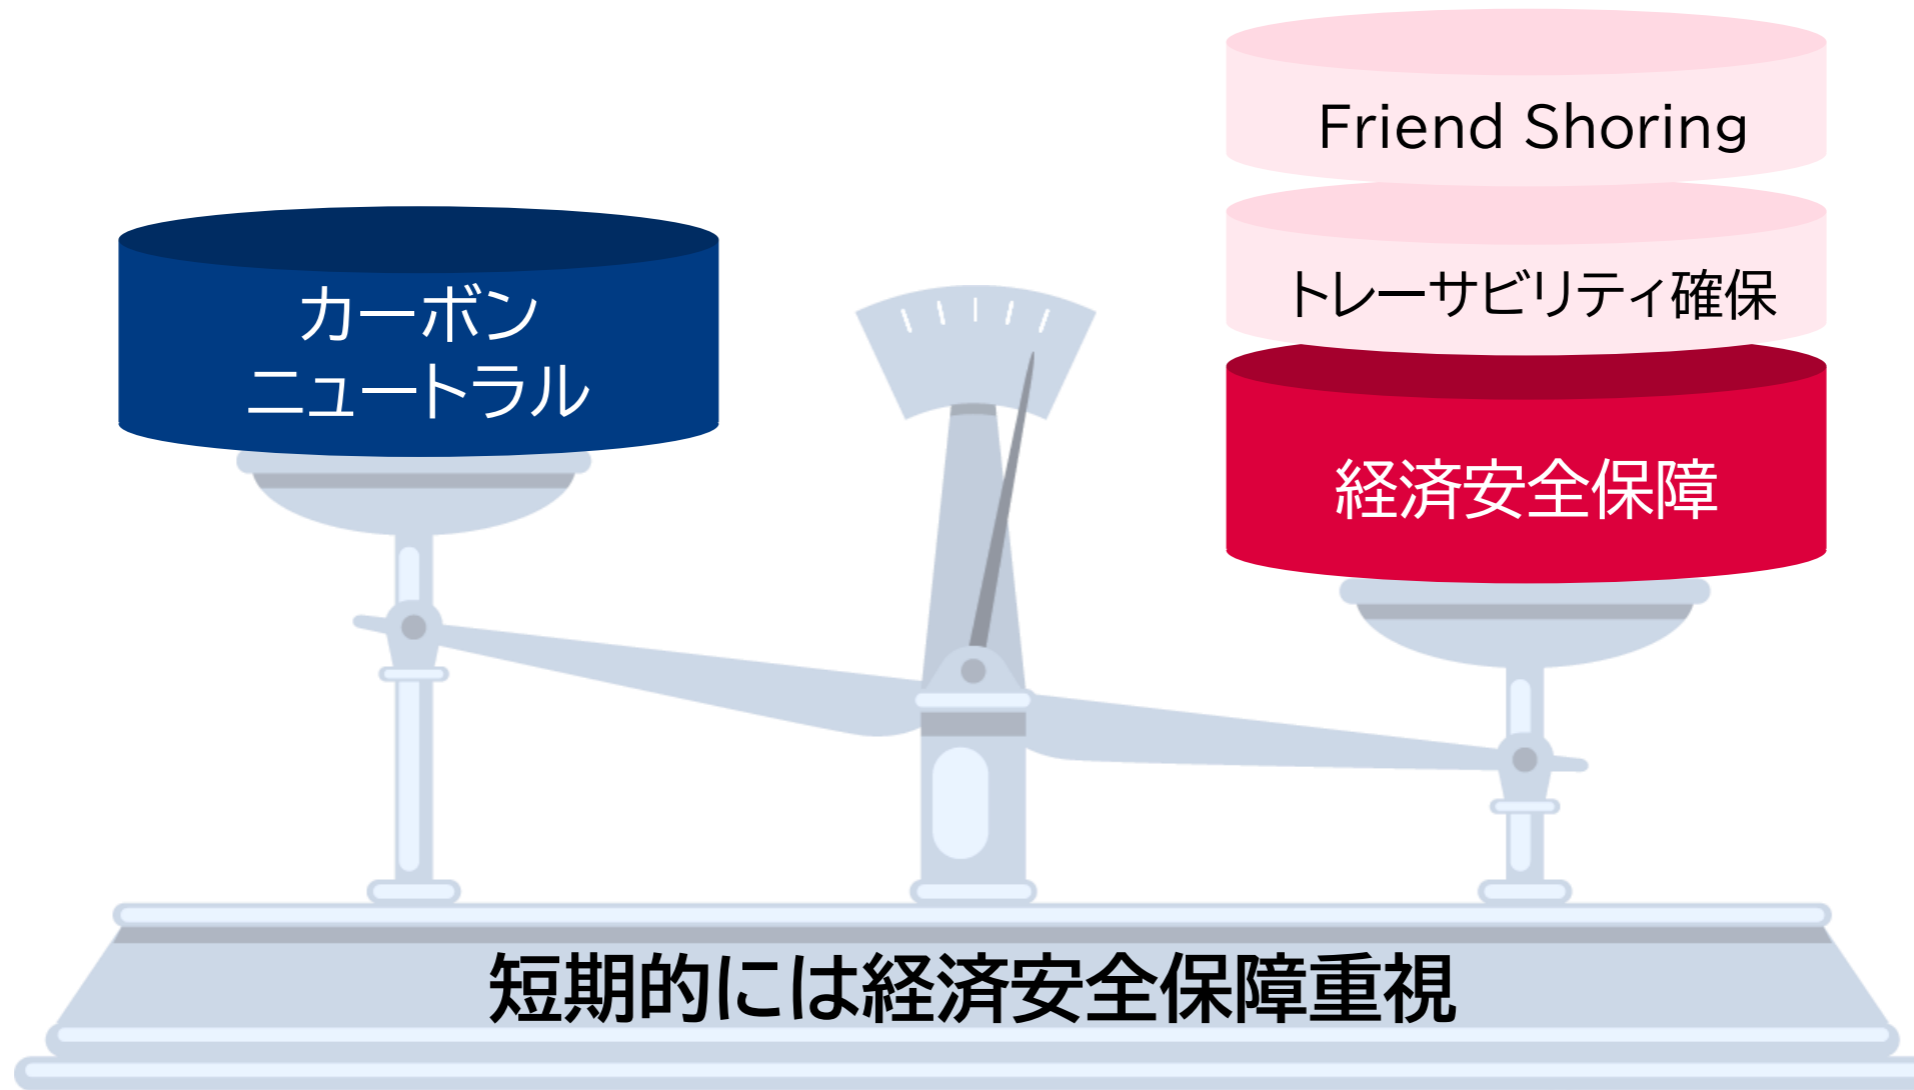 カーボン
ニュートラル
Friend Shoring
トレーサビリティ確保
経済安全保障
短期的には経済安全保障重視